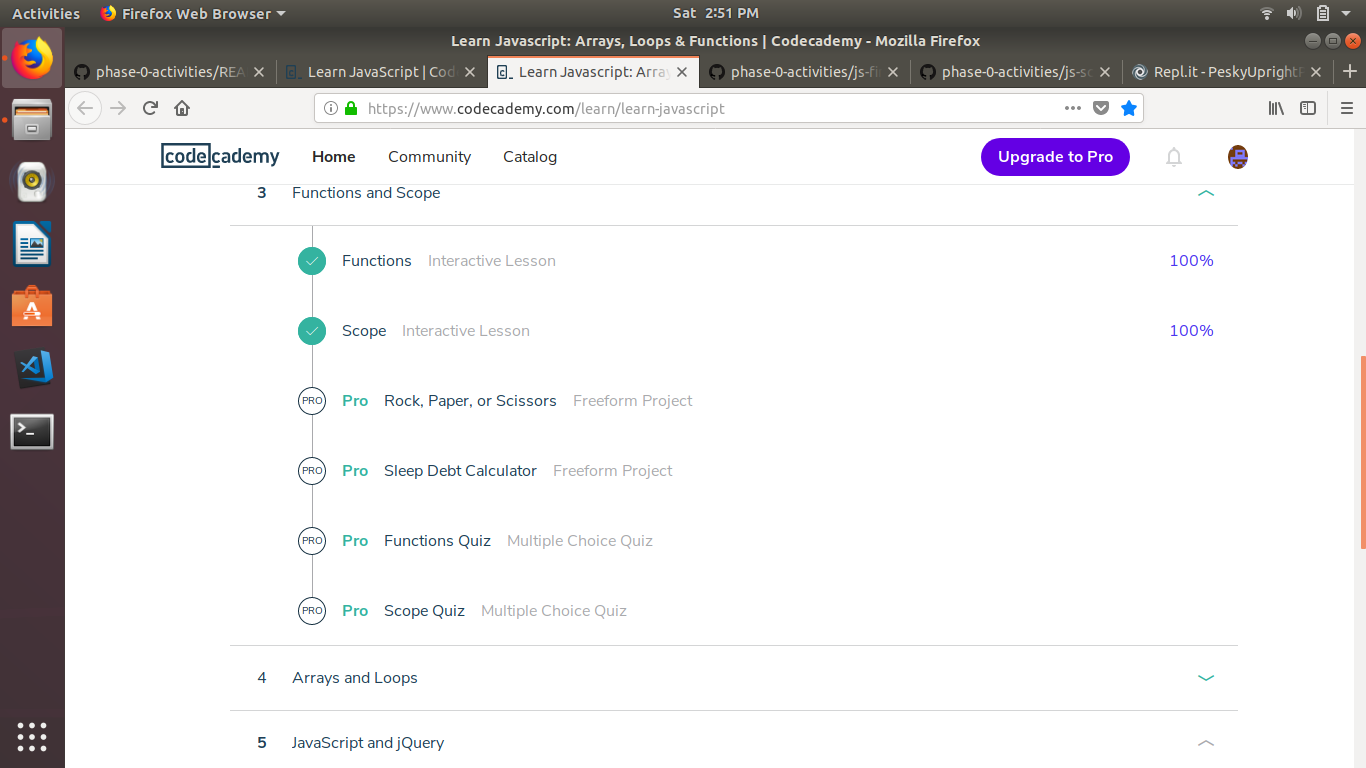 Activities Firefox Web Browser Sat 2:51 PM
Learn Javascript: Arrays, Loops & Functions | Codecademy - Mozilla Firefox
phase-0-activities/REA Learn JavaScript | Cod Learn Javascript: Array phase-0-activities/js-fi phase-0-activities/js-sc Repl.it - PeskyUpright
https://www.codecademy.com/learn/learn-javascript
codecademy Home Community Catalog Upgrade to Pro
3 Functions and Scope
Functions Interactive Lesson 100%
Scope Interactive Lesson 100%
PRO Pro Rock, Paper, or Scissors Freeform Project
PRO Pro Sleep Debt Calculator Freeform Project
PRO Pro Functions Quiz Multiple Choice Quiz
PRO Pro Scope Quiz Multiple Choice Quiz
4 Arrays and Loops
5 JavaScript and jQuery